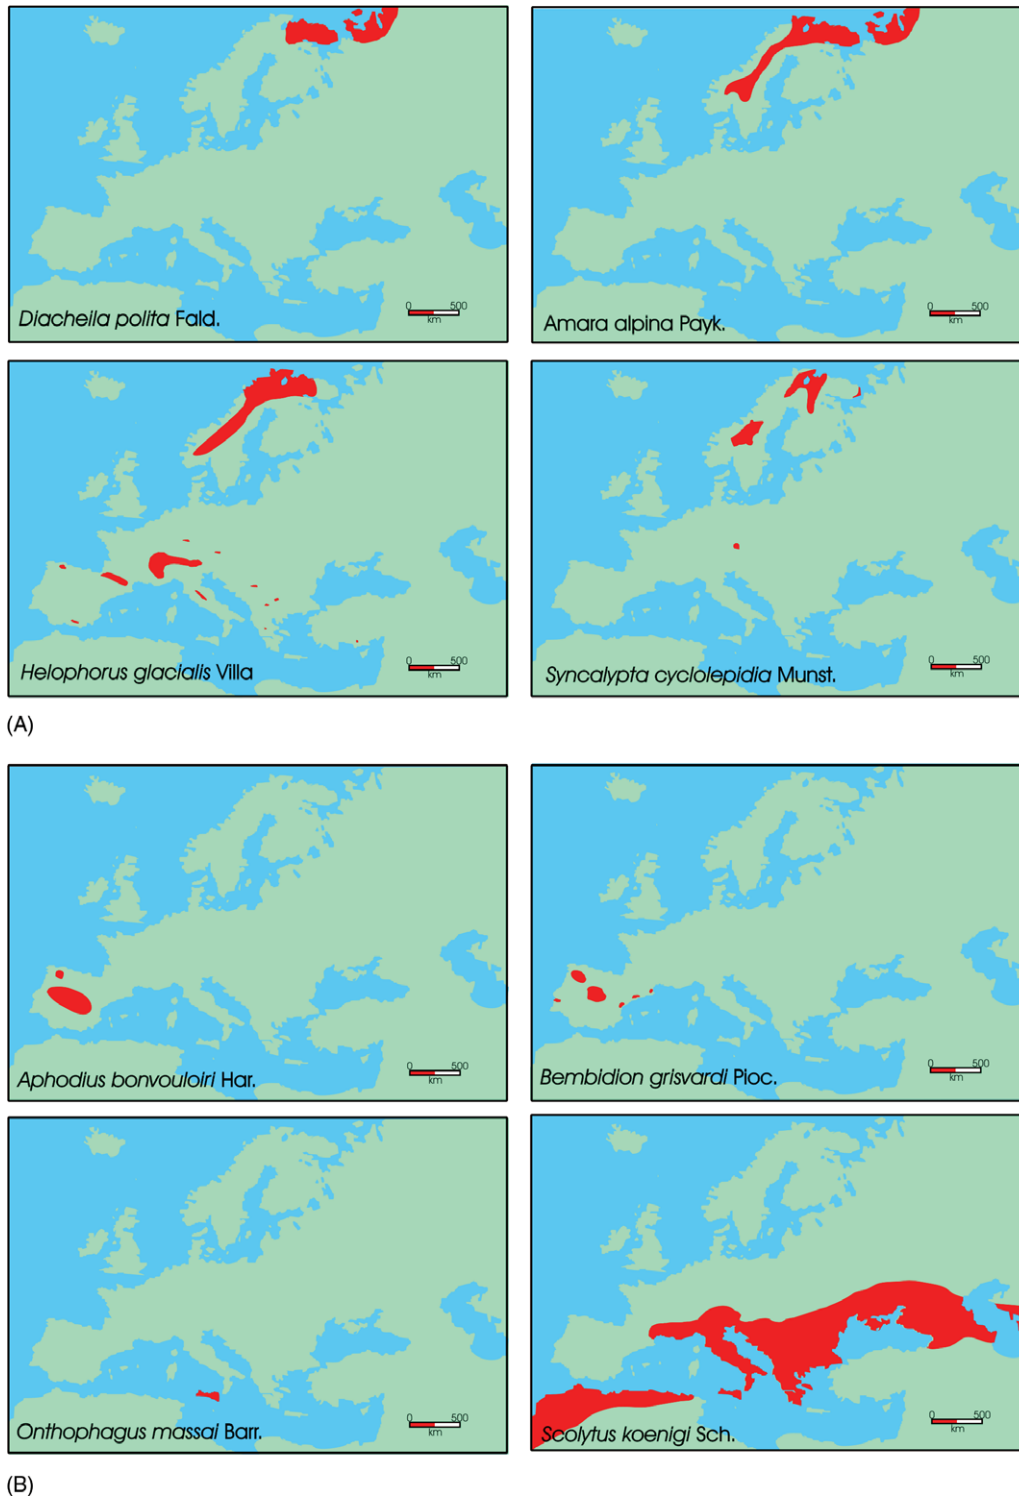 Diacheila polita Fald.
0 500
km
Amara alpina Payk.
0 500
km
Helophorus glacialis Villa
0 500
km
Syncalypta cyclolepidia Munst.
0 500
km
(A)
Aphodius bonvouloiri Har.
0 500
km
Bembidion grisvardi Pioc.
0 500
km
Onthophagus massai Barr.
0 500
km
Scolytus koenigi Sch.
0 500
km
(B)